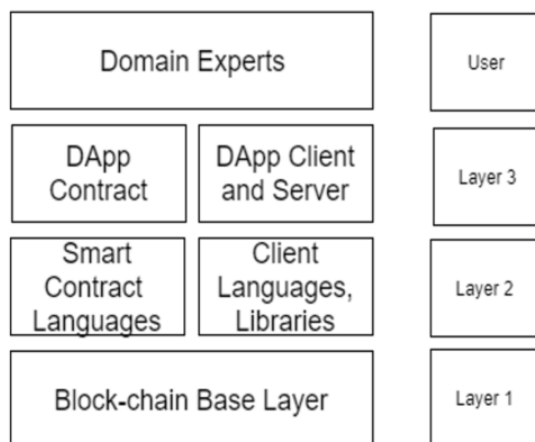 Domain Experts
User
DApp
Contract
DApp Client
and Server
Layer 3
Smart
Contract
Languages
Client
Languages,
Libraries
Layer 2
Block-chain Base Layer
Layer 1